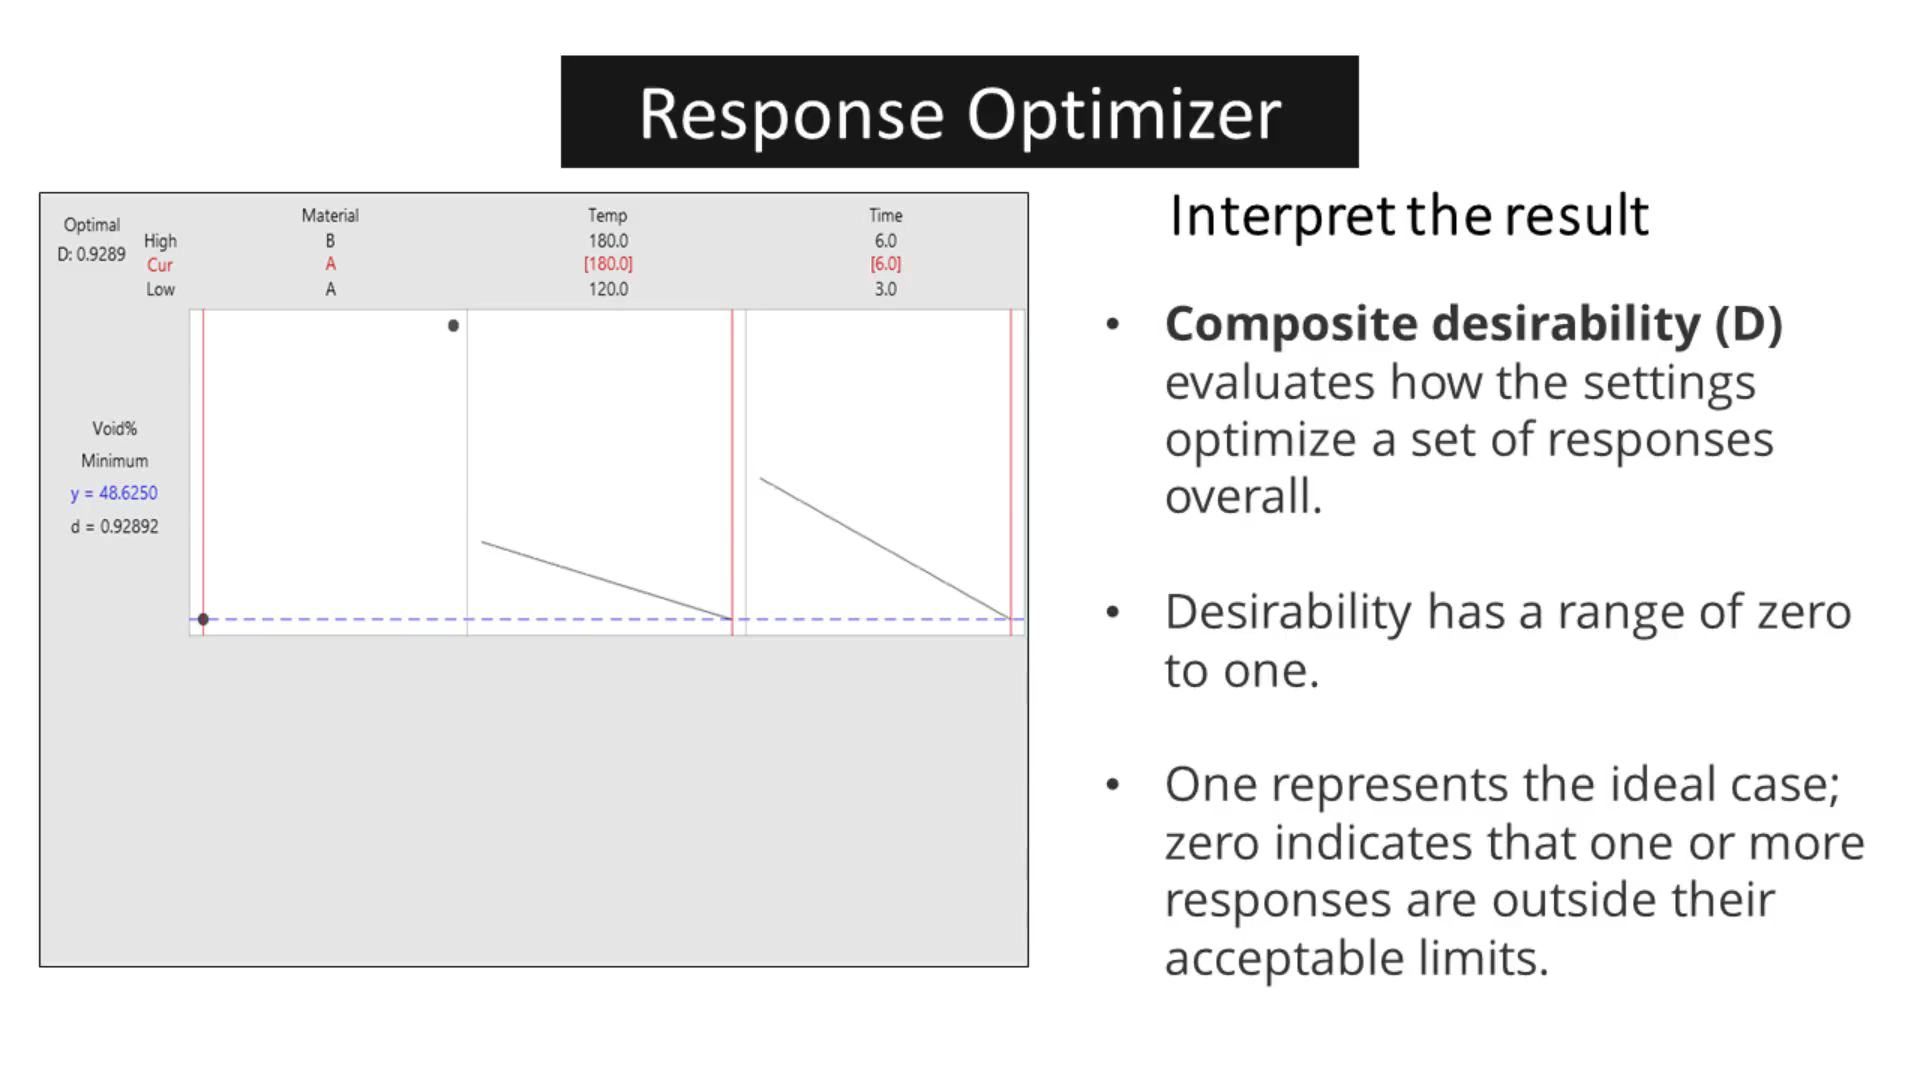 Response Optimizer
Optimal
D: 0.9289
Material Temp Time
High B 180.0 6.0
Cur A [180.0] [6.0]
Low A 120.0 3.0
Void%
Minimum
y = 48.6250
d = 0.92892
Interpret the result
• Composite desirability (D)
evaluates how the settings
optimize a set of responses
overall.
• Desirability has a range of zero
to one.
• One represents the ideal case;
zero indicates that one or more
responses are outside their
acceptable limits.